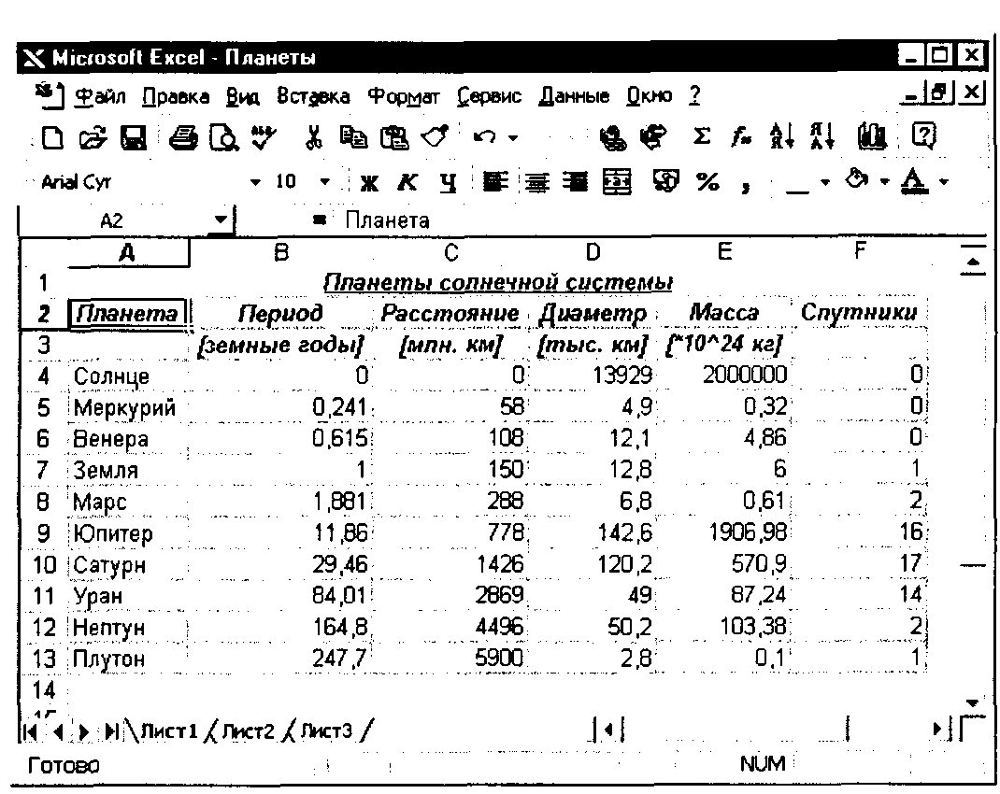 Microsoft Excel - Планеты
Файл Правка Вид Вставка Формат Сервис Данные Окно ?
Arial Cyr 10 Ж К Ч % ,
A2 = Планета
A B C D E F
1 Планеты солнечной системы
2 Планета Период Расстояние Диаметр Масса Спутники
3 [земные годы] [млн. км] [тыс. км] [*10^24 кг]
4 Солнце 0 0 13929 2000000 0
5 Меркурий 0,241 58 4,9 0,32 0
6 Венера 0,615 108 12,1 4,86 0
7 Земля 1 150 12,8 6 1
8 Марс 1,881 288 6,8 0,61 2
9 Юпитер 11,86 778 142,6 1906,98 16
10 Сатурн 29,46 1426 120,2 570,9 17
11 Уран 84,01 2869 49 87,24 14
12 Нептун 164,8 4496 50,2 103,38 2
13 Плутон 247,7 5900 2,8 0,1 1
14
Лист1 Лист2 Лист3
Готово NUM